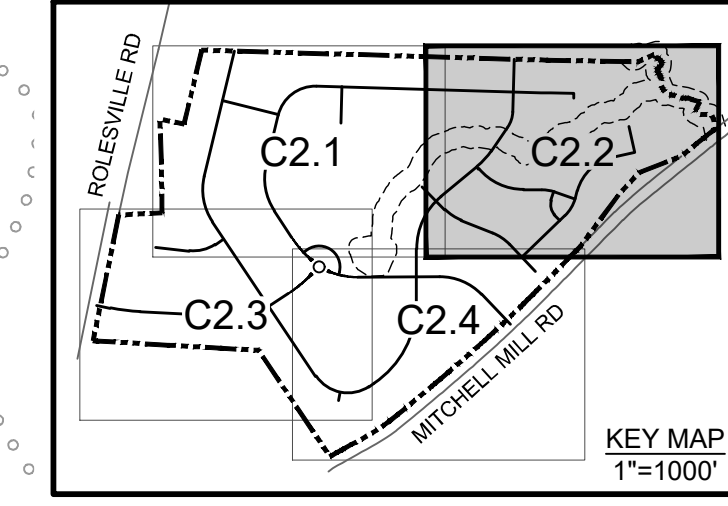 ROLESVILLE RD
C2.1
C2.2
C2.3
C2.4
MITCHELL MILL RD
KEY MAP
1"=1000'